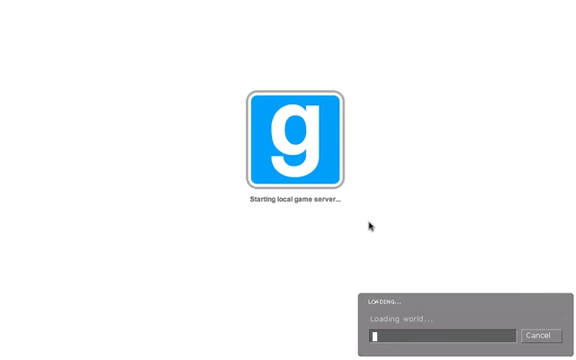 g
Starting local game server...
LOADING...
Loading world...
Cancel